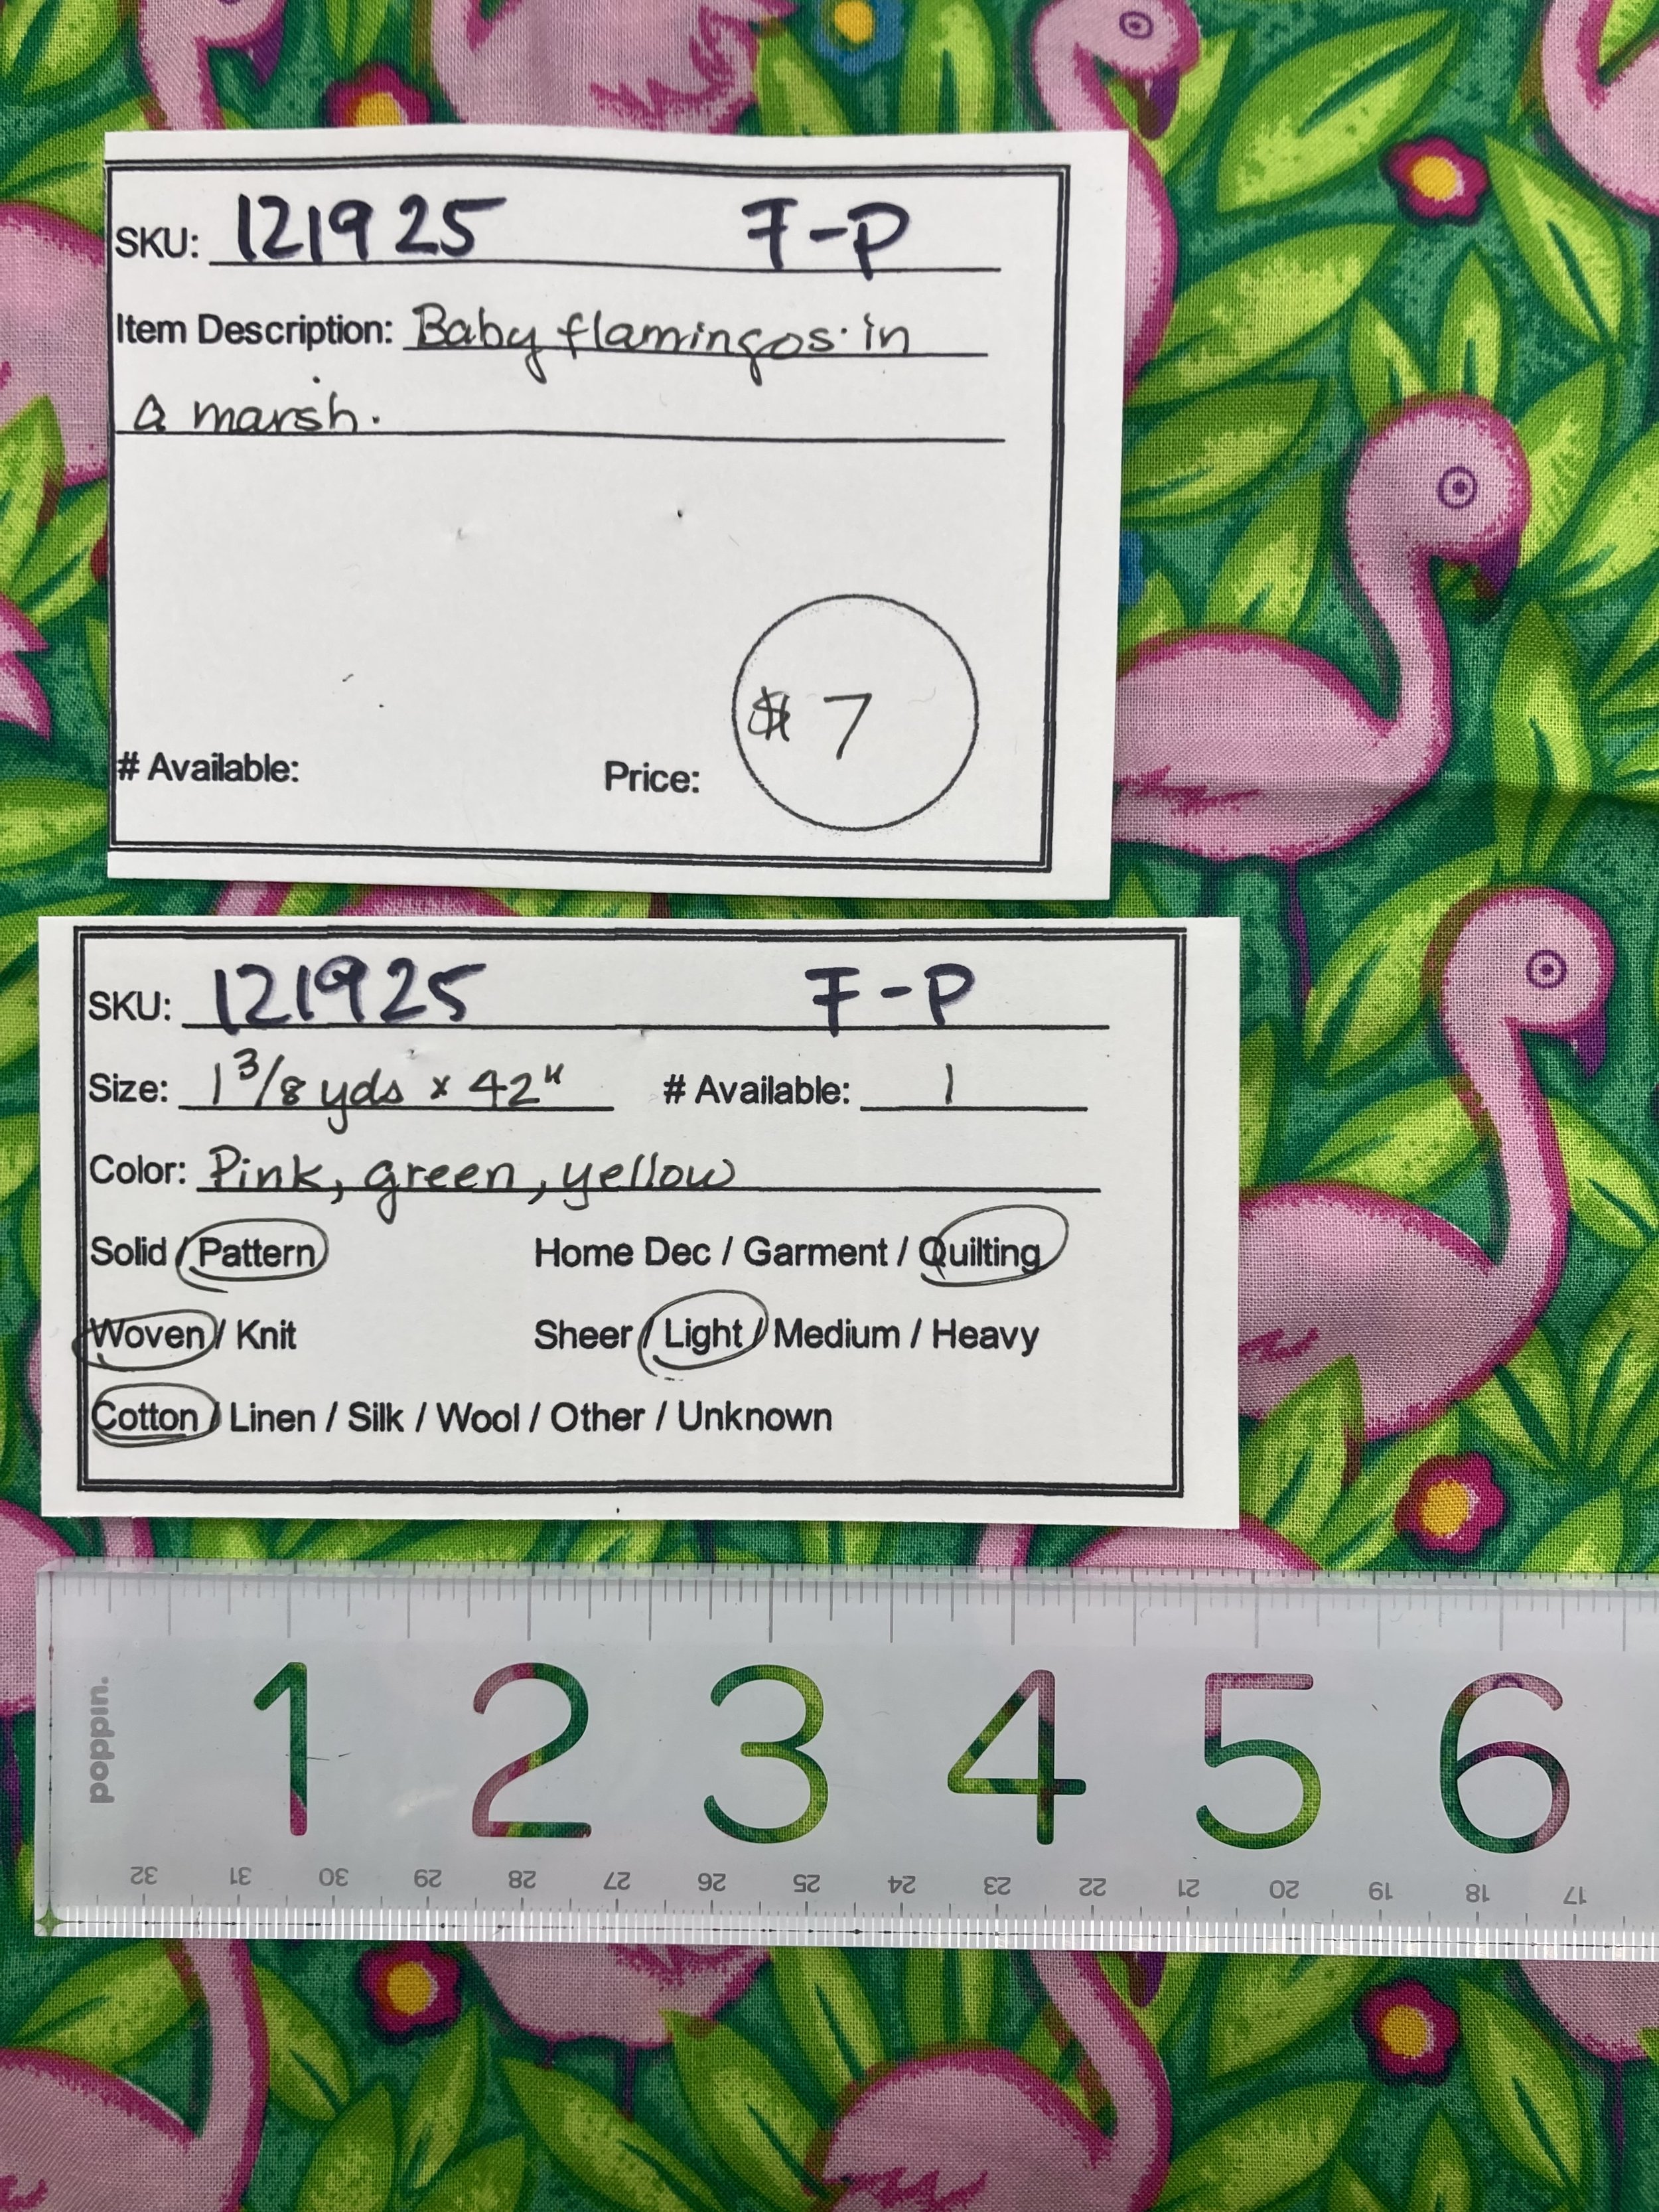 SKU: 121925 F-P
Item Description: Baby flamingos in
a marsh.
# Available: Price: $7
SKU: 121925 F-P
Size: 1 3/8 yds x 42" # Available: 1
Color: Pink, green, yellow
Solid / Pattern Home Dec / Garment / Quilting
Woven / Knit Sheer / Light / Medium / Heavy
Cotton / Linen / Silk / Wool / Other / Unknown
poppin.
1 2 3 4 5 6
32 31 30 29 28 27 26 25 24 23 22 21 20 19 18 17